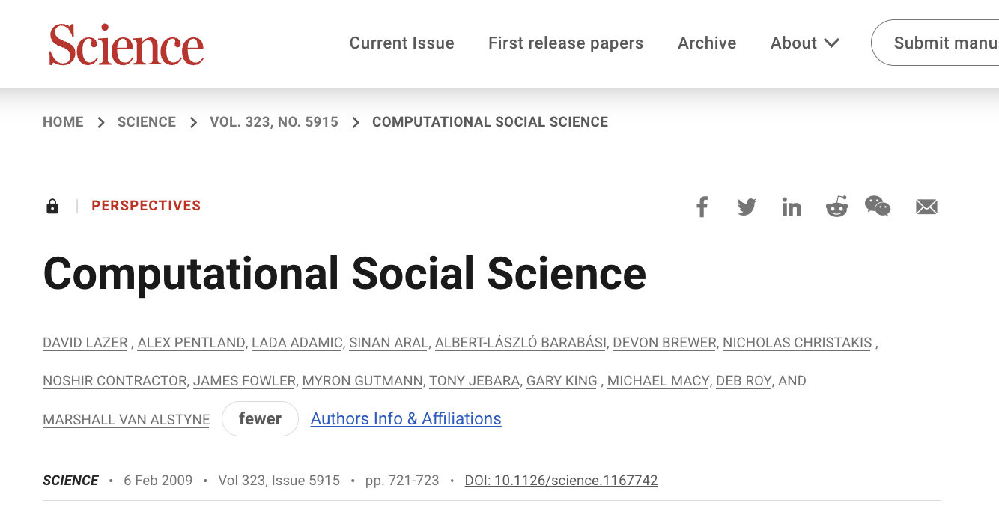 Science Current Issue First release papers Archive About Submit manu
HOME > SCIENCE > VOL. 323, NO. 5915 > COMPUTATIONAL SOCIAL SCIENCE
| PERSPECTIVES
Computational Social Science
DAVID LAZER , ALEX PENTLAND, LADA ADAMIC, SINAN ARAL, ALBERT-LÁSZLÓ BARABÁSI, DEVON BREWER, NICHOLAS CHRISTAKIS ,
NOSHIR CONTRACTOR, JAMES FOWLER, MYRON GUTMANN, TONY JEBARA, GARY KING , MICHAEL MACY, DEB ROY, AND
MARSHALL VAN ALSTYNE fewer Authors Info & Affiliations
SCIENCE • 6 Feb 2009 • Vol 323, Issue 5915 • pp. 721-723 • DOI: 10.1126/science.1167742